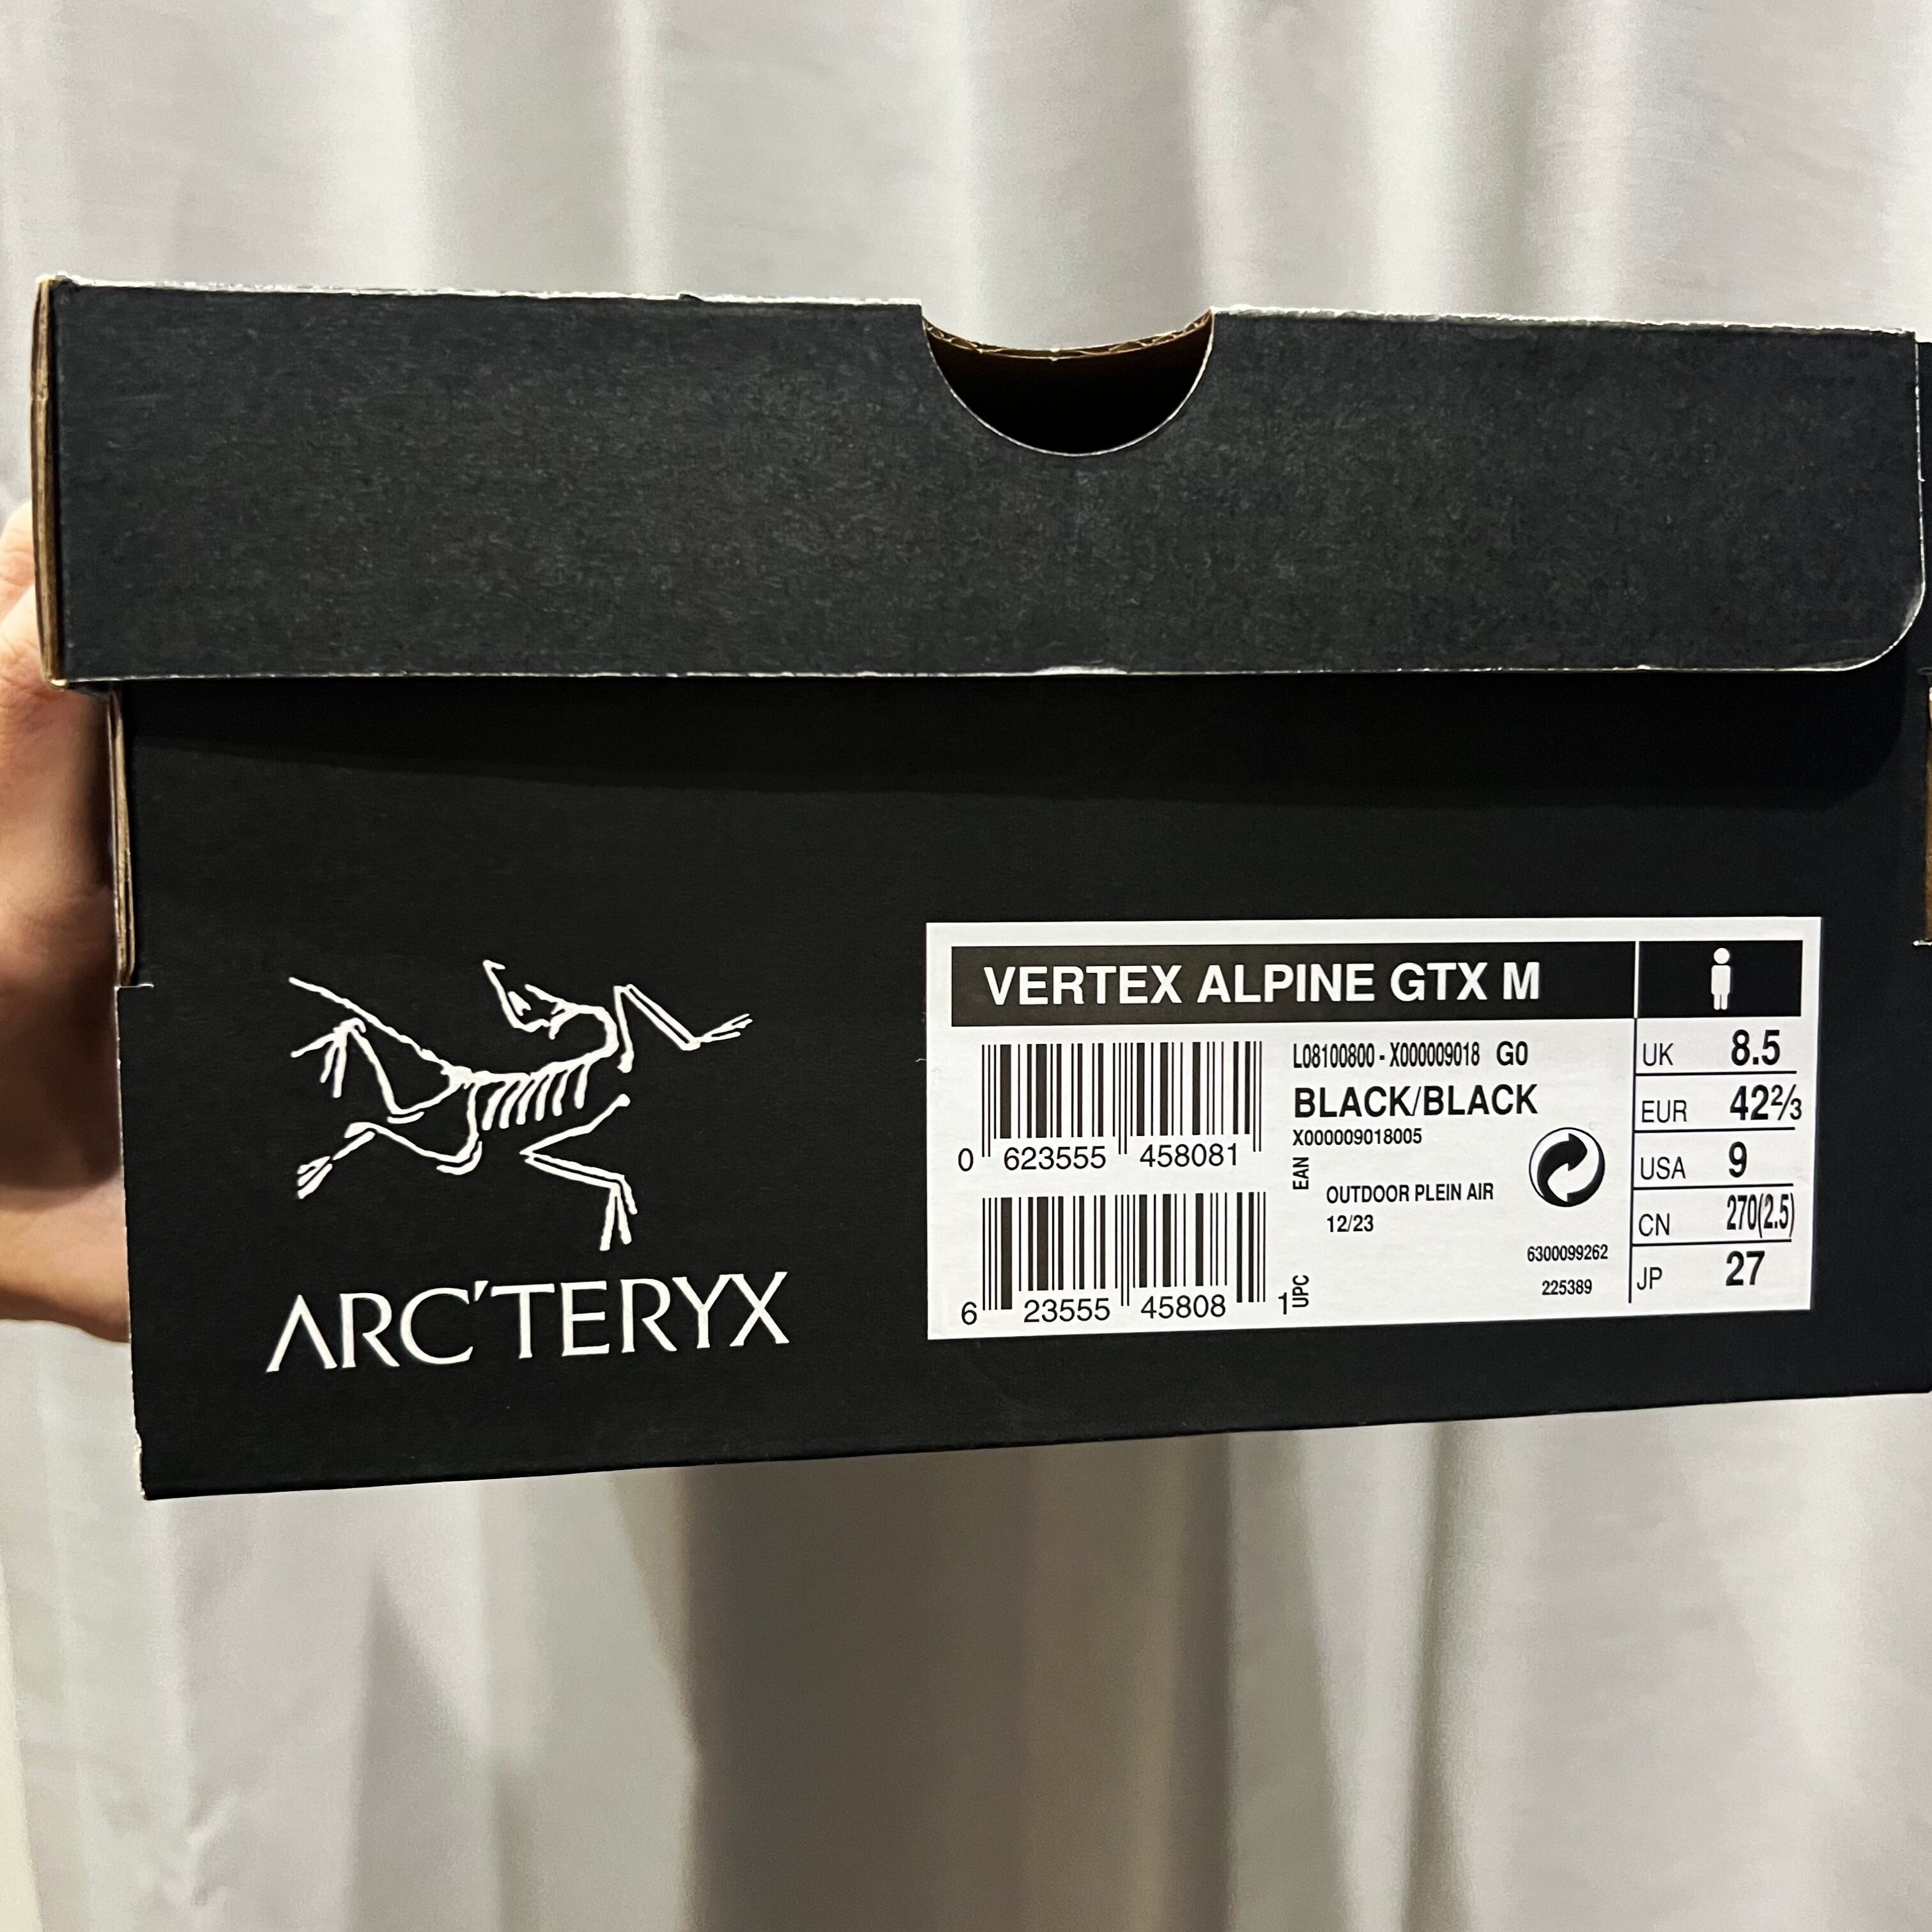 ARC'TERYX
VERTEX ALPINE GTX M
L08100800 - X000009018 G0
BLACK/BLACK
X000009018005
0 623555 458081
EAN
OUTDOOR PLEIN AIR
12/23
6300099262
225389
6 23555 45808 1
UPC
UK 8.5
EUR 42⅔
USA 9
CN 270(2.5)
JP 27